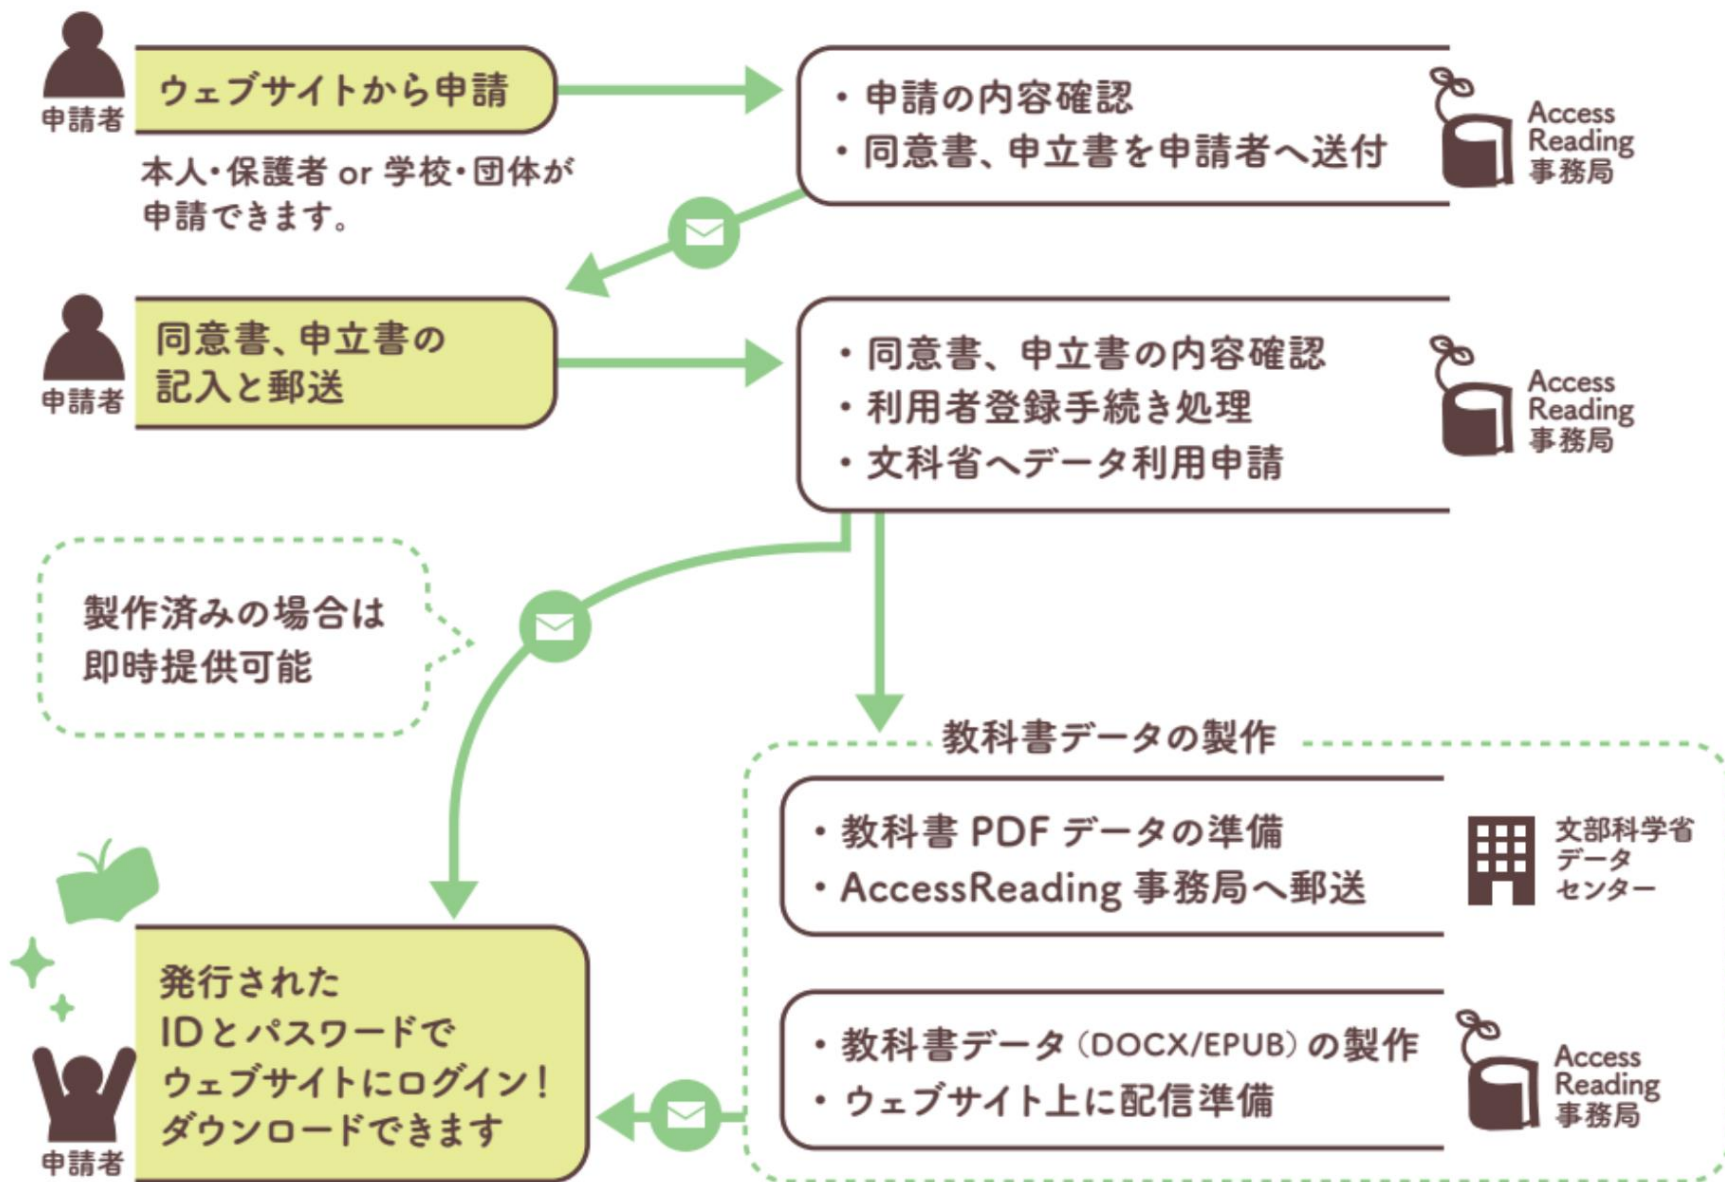 申請者
ウェブサイトから申請
本人・保護者 or 学校・団体が
申請できます。
・申請の内容確認
・同意書、申立書を申請者へ送付
Access
Reading
事務局
申請者
同意書、申立書の
記入と郵送
・同意書、申立書の内容確認
・利用者登録手続き処理
・文科省へデータ利用申請
Access
Reading
事務局
製作済みの場合は
即時提供可能
教科書データの製作
・教科書 PDF データの準備
・AccessReading 事務局へ郵送
文部科学省
データ
センター
・教科書データ（DOCX/EPUB）の製作
・ウェブサイト上に配信準備
Access
Reading
事務局
発行された
IDとパスワードで
ウェブサイトにログイン！
ダウンロードできます
申請者